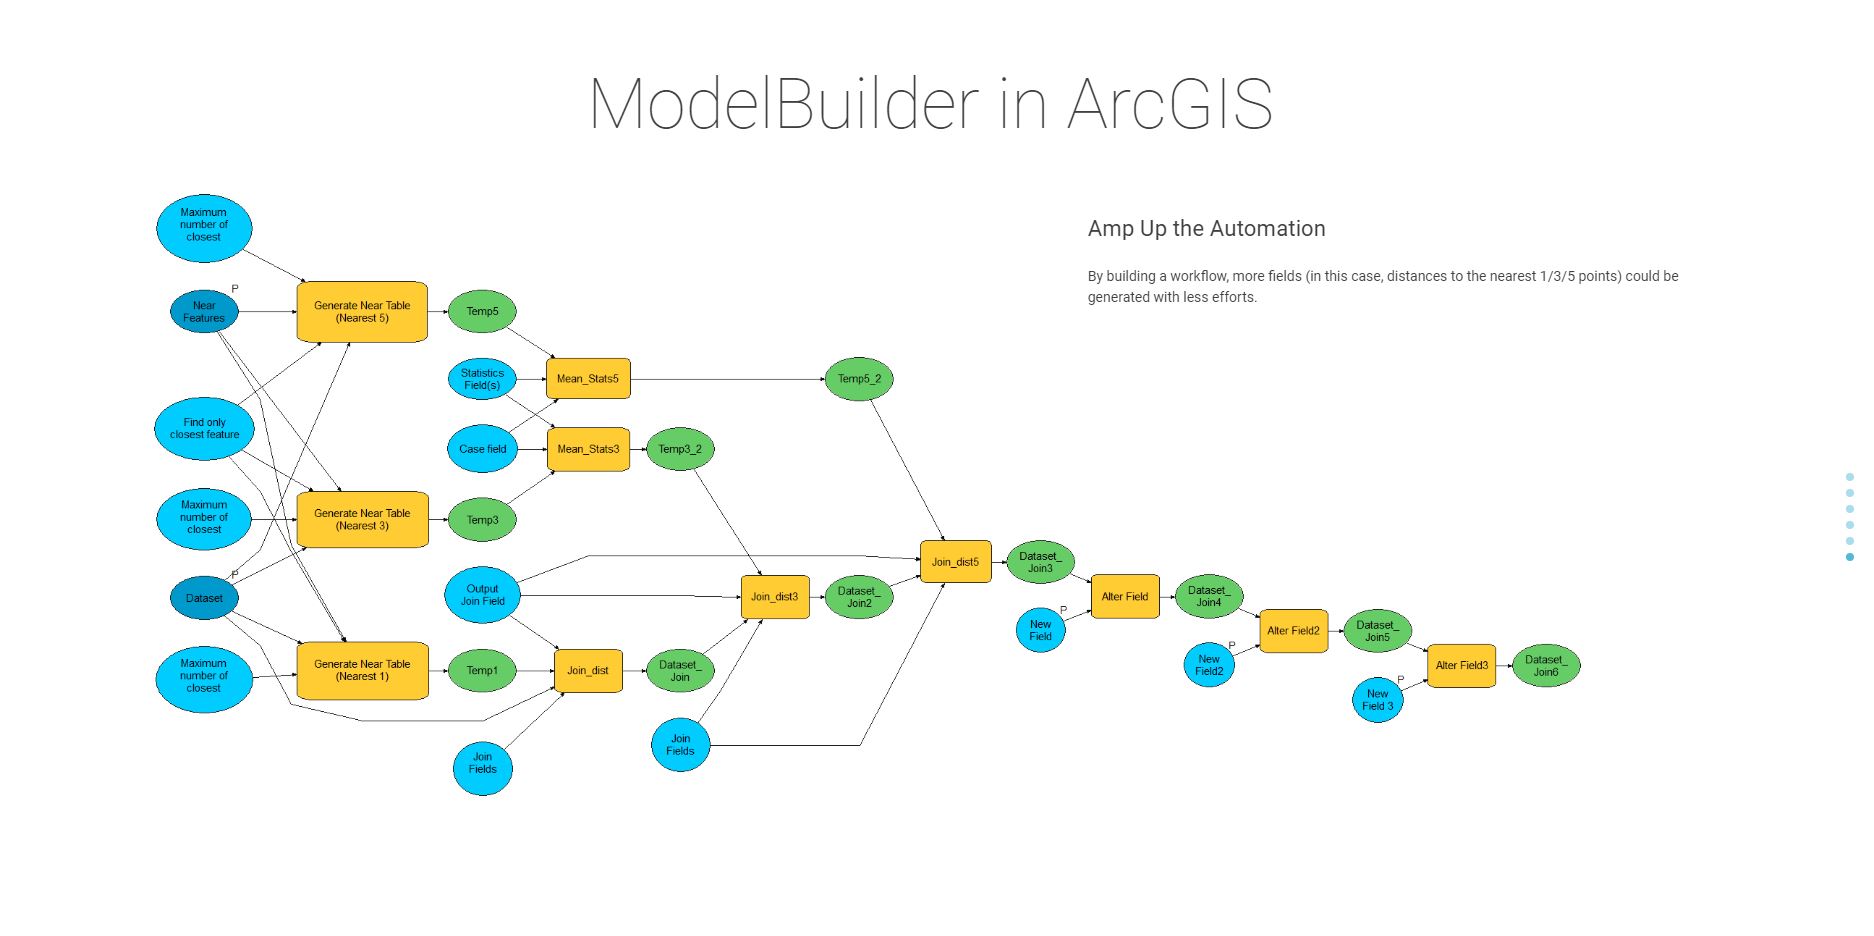 ModelBuilder in ArcGIS
Amp Up the Automation
By building a workflow, more fields (in this case, distances to the nearest 1/3/5 points) could be
generated with less efforts.
Maximum
number of
closest
P
Near
Features
Generate Near Table
(Nearest 5)
Temp5
Statistics
Field(s)
Mean_Stats5
Temp5_2
Find only
closest feature
Case field
Mean_Stats3
Temp3_2
Maximum
number of
closest
Generate Near Table
(Nearest 3)
Temp3
P
Dataset
Output
Join Field
Join_dist3
Dataset_
Join2
Join_dist5
Dataset_
Join3
P
New
Field
Alter Field
Dataset_
Join4
P
New
Field2
Alter Field2
Dataset_
Join5
P
New
Field 3
Alter Field3
Dataset_
Join6
Maximum
number of
closest
Generate Near Table
(Nearest 1)
Temp1
Join_dist
Dataset_
Join
Join
Fields
Join
Fields